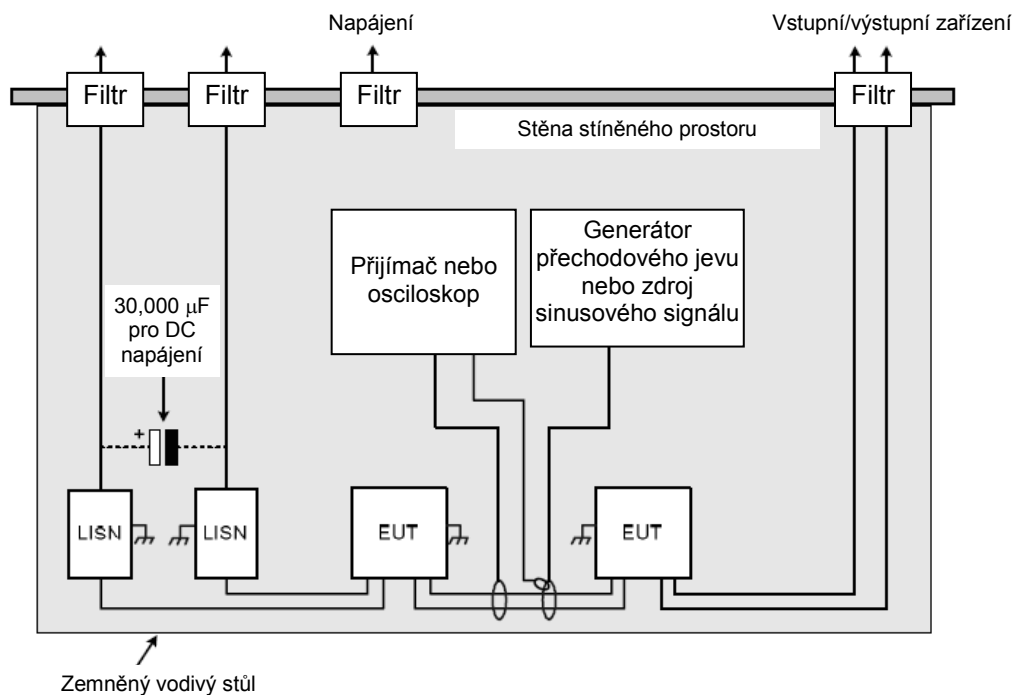 Napájení
Vstupní/výstupní zařízení
Filtr
Filtr
Filtr
Filtr
Stěna stíněného prostoru
Přijímač nebo
osciloskop
Generátor
přechodového jevu
nebo zdroj
sinusového signálu
30,000 μF
pro DC
napájení
+
LISN
LISN
EUT
EUT
Zemněný vodivý stůl